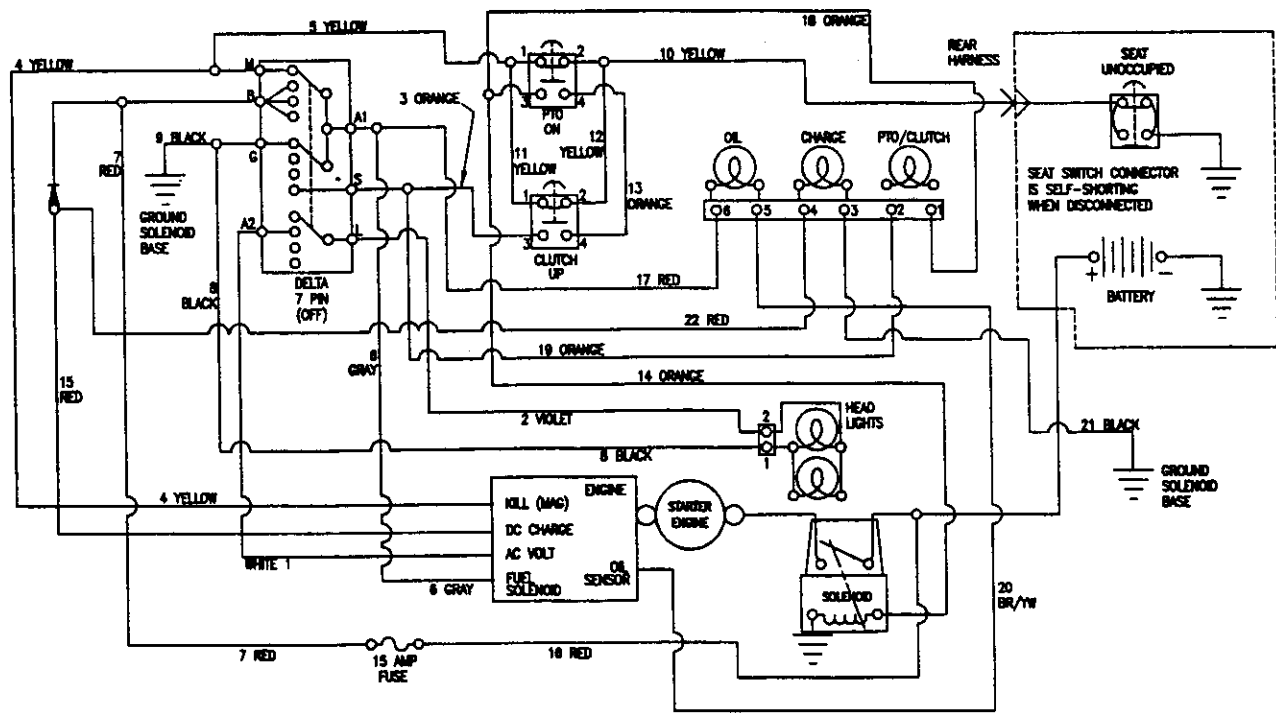 5 YELLOW
18 ORANGE
4 YELLOW
10 YELLOW
REAR
HARNESS
SEAT
UNOCCUPIED
M
1
2
B
3 ORANGE
3
4
PTO
ON
A1
9 BLACK
7
RED
G
12
YELLOW
11
YELLOW
OIL
CHARGE
PTO/CLUTCH
S
1
2
13
ORANGE
SEAT SWITCH CONNECTOR
IS SELF-SHORTING
WHEN DISCONNECTED
GROUND
SOLENOID
BASE
A2
L
3
4
CLUTCH
UP
6
5
4
3
2
1
+
-
BATTERY
DELTA
7 PIN
(OFF)
8
BLACK
17 RED
22 RED
6
GRAY
19 ORANGE
15
RED
14 ORANGE
2 VIOLET
2
HEAD
LIGHTS
8 BLACK
1
21 BLACK
GROUND
SOLENOID
BASE
4 YELLOW
ENGINE
KILL (MAG)
STARTER
ENGINE
DC CHARGE
AC VOLT
OIL
SENSOR
WHITE 1
FUEL
SOLENOID
6 GRAY
SOLENOID
20
BR/YW
7 RED
15 AMP
FUSE
16 RED